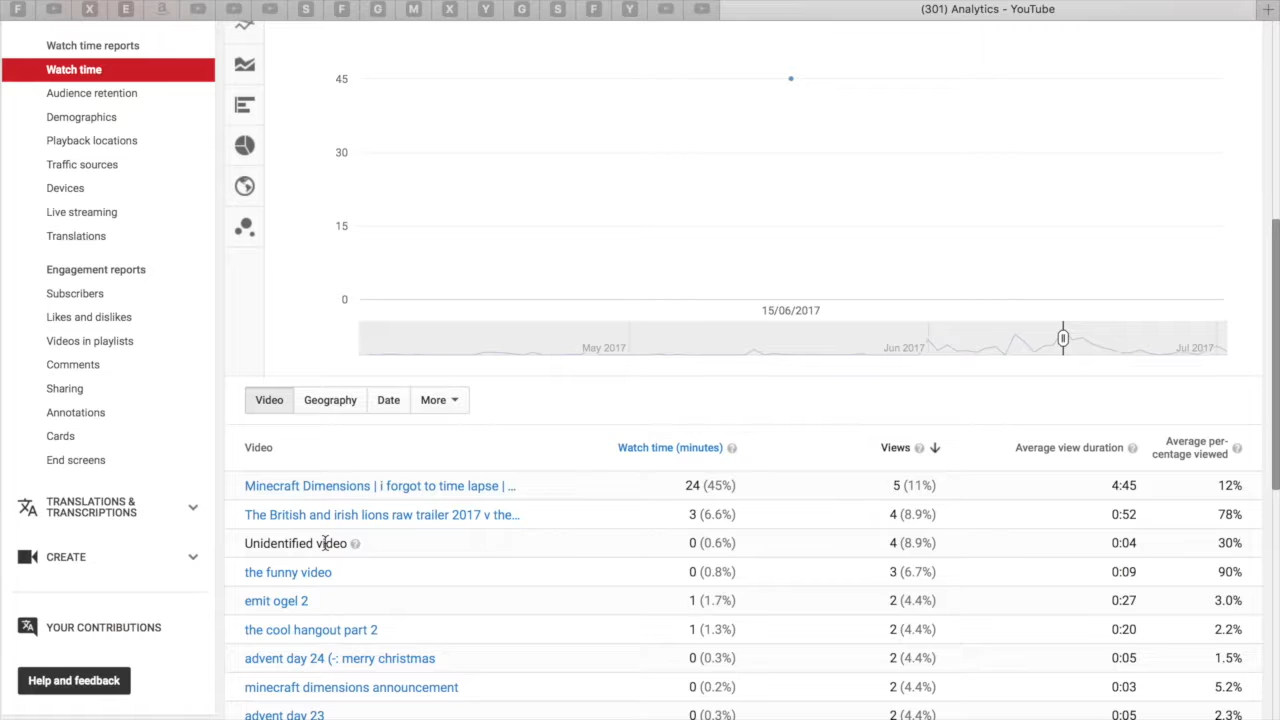 F X E a S F G M X Y G S F Y (301) Analytics - YouTube +
Watch time reports
Watch time
Audience retention
Demographics
Playback locations
Traffic sources
Devices
Live streaming
Translations
Engagement reports
Subscribers
Likes and dislikes
Videos in playlists
Comments
Sharing
Annotations
Cards
End screens
TRANSLATIONS &
TRANSCRIPTIONS
CREATE
YOUR CONTRIBUTIONS
Help and feedback
45
30
15
0
15/06/2017
May 2017 Jun 2017 Jul 2017
Video Geography Date More
Video Watch time (minutes) ? Views ? Average view duration ? Average per-
centage viewed ?
Minecraft Dimensions | i forgot to time lapse | ... 24 (45%) 5 (11%) 4:45 12%
The British and irish lions raw trailer 2017 v the... 3 (6.6%) 4 (8.9%) 0:52 78%
Unidentified video ? 0 (0.6%) 4 (8.9%) 0:04 30%
the funny video 0 (0.8%) 3 (6.7%) 0:09 90%
emit ogel 2 1 (1.7%) 2 (4.4%) 0:27 3.0%
the cool hangout part 2 1 (1.3%) 2 (4.4%) 0:20 2.2%
advent day 24 (-: merry christmas 0 (0.3%) 2 (4.4%) 0:05 1.5%
minecraft dimensions announcement 0 (0.2%) 2 (4.4%) 0:03 5.2%
advent day 23 0 (0.3%) 2 (4.4%) 0:05 2.3%